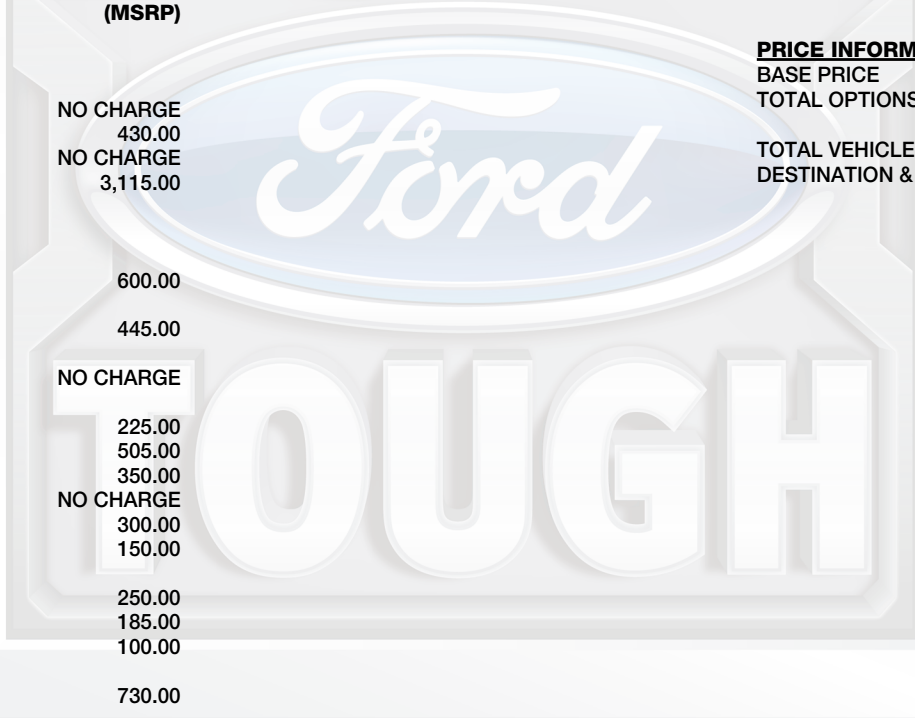 (MSRP)
NO CHARGE
430.00
NO CHARGE
3,115.00
600.00
445.00
NO CHARGE
225.00
505.00
350.00
NO CHARGE
300.00
150.00
250.00
185.00
100.00
730.00
PRICE INFORM
BASE PRICE
TOTAL OPTIONS
TOTAL VEHICLE
DESTINATION &
Ford
TOUGH